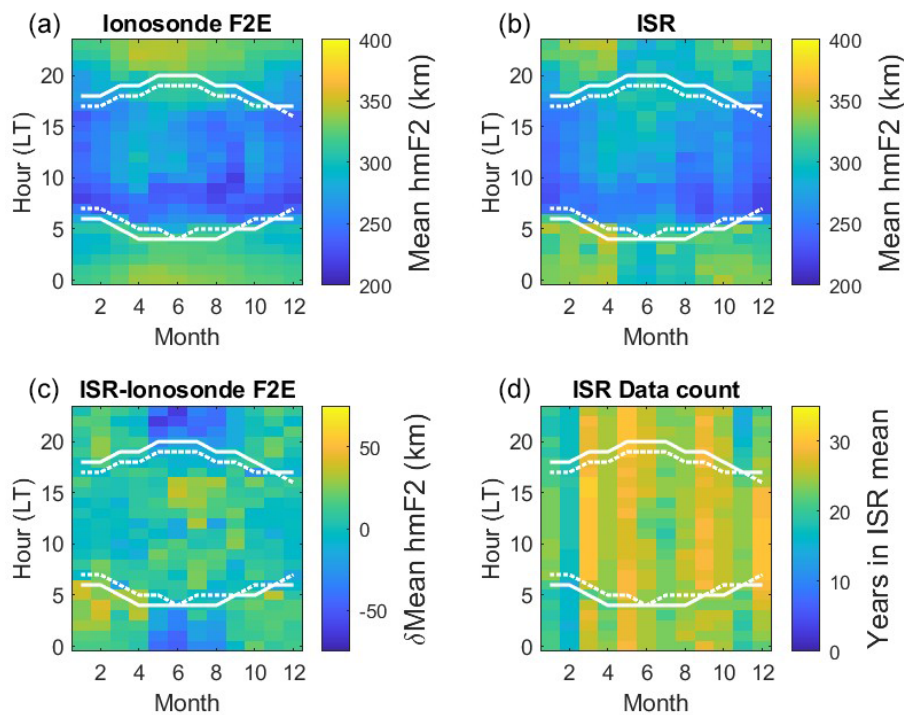 (a) Ionosonde F2E
Hour (LT)
20
15
10
5
0
2 4 6 8 10 12
Month
400
350
300
250
200
Mean hmF2 (km)
(b) ISR
Hour (LT)
20
15
10
5
0
2 4 6 8 10 12
Month
400
350
300
250
200
Mean hmF2 (km)
(c) ISR-Ionosonde F2E
Hour (LT)
20
15
10
5
0
2 4 6 8 10 12
Month
50
0
-50
δMean hmF2 (km)
(d) ISR Data count
Hour (LT)
20
15
10
5
0
2 4 6 8 10 12
Month
30
20
10
0
Years in ISR mean